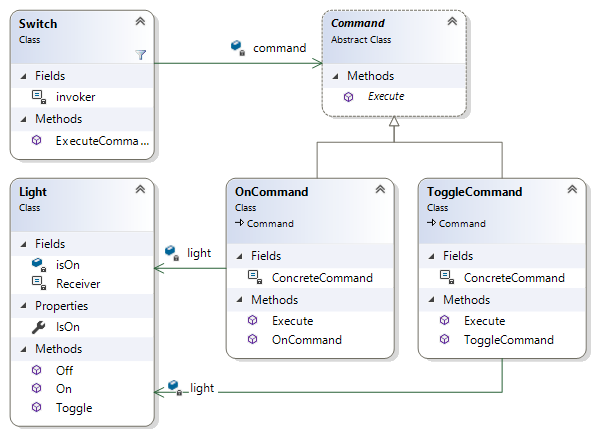 Switch
Class
Fields
invoker
Methods
ExecuteComma...
command
Command
Abstract Class
Methods
Execute
Light
Class
Fields
isOn
Receiver
Properties
IsOn
Methods
Off
On
Toggle
light
light
OnCommand
Class
Command
Fields
ConcreteCommand
Methods
Execute
OnCommand
ToggleCommand
Class
Command
Fields
ConcreteCommand
Methods
Execute
ToggleCommand